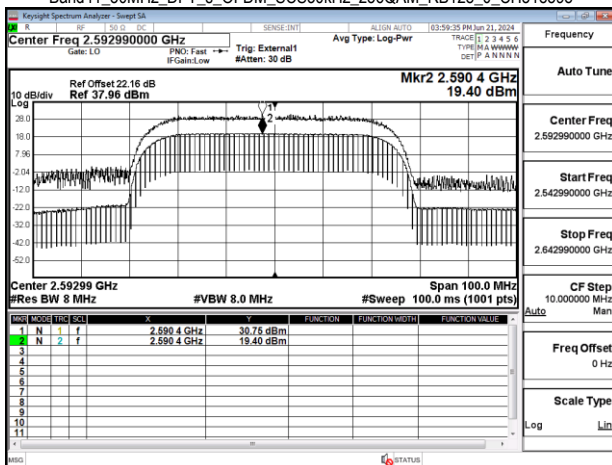 Keysight Spectrum Analyzer - Swept SA
R RF 50 Ω DC SENSE:INT ALIGN AUTO 03:59:35 PM Jun 21, 2024
Center Freq 2.592990000 GHz Avg Type: Log-Pwr TRACE 1 2 3 4 5 6
Gate: LO PNO: Fast Trig: External1 TYPE M A W W W W
IFGain:Low #Atten: 30 dB DET P A N N N N
Frequency
Ref Offset 22.16 dB Mkr2 2.590 4 GHz
10 dB/div Ref 37.96 dBm 19.40 dBm
Log
28.0
18.0
7.96
-2.04
-12.0
-22.0
-32.0
-42.0
-52.0
1
2
Center 2.59299 GHz Span 100.0 MHz
#Res BW 8 MHz #VBW 8.0 MHz #Sweep 100.0 ms (1001 pts)
MKR MODE TRC SCL X Y FUNCTION FUNCTION WIDTH FUNCTION VALUE
1 N 1 f 2.590 4 GHz 30.75 dBm
2 N 2 f 2.590 4 GHz 19.40 dBm
3
4
5
6
7
8
9
10
11
MSG STATUS
Auto Tune
Center Freq
2.592990000 GHz
Start Freq
2.542990000 GHz
Stop Freq
2.642990000 GHz
CF Step
10.000000 MHz
Auto Man
Freq Offset
0 Hz
Scale Type
Log Lin